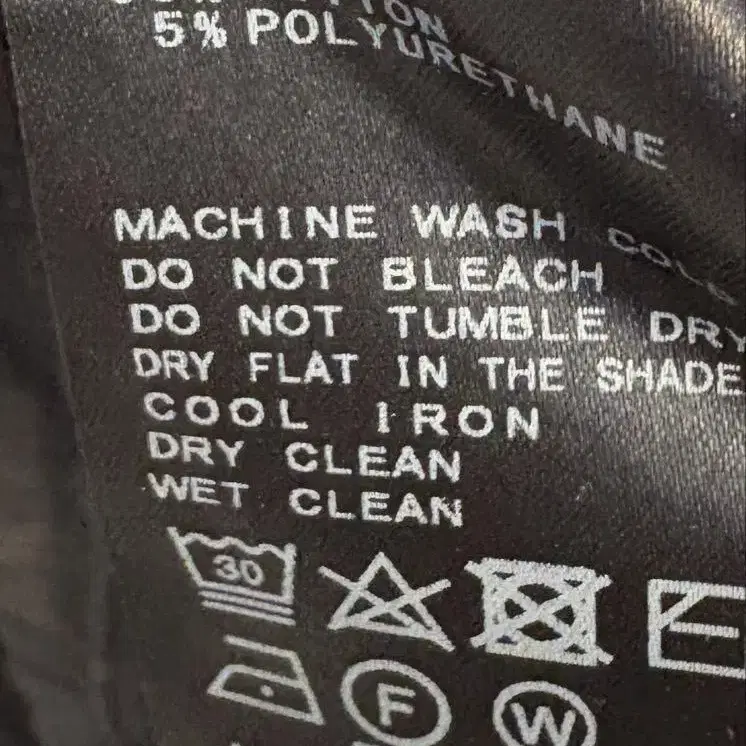 5% POLYURETHANE
MACHINE WASH COLD
DO NOT BLEACH
DO NOT TUMBLE DRY
DRY FLAT IN THE SHADE
COOL IRON
DRY CLEAN
WET CLEAN
30
F
W